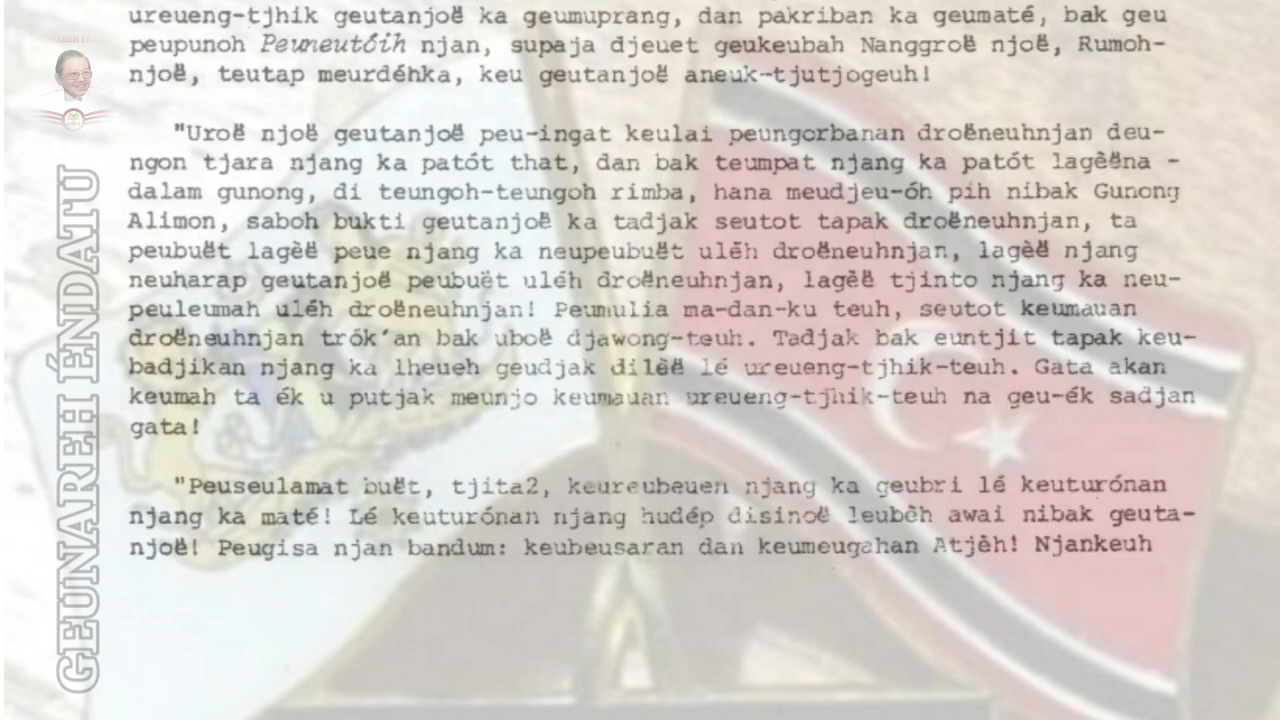 ureueng-tjhik geutanjoë ka geumuprang, dan pakriban ka geumaté, bak geu
peupunoh Peuneutóih njan, supaja djeuet geukeubah Nanggroë njoë, Rumoh-
njoë, teutap meurdéhka, keu geutanjoë aneuk-tjutjogeuh!
"Uroë njoë geutanjoë peu-ingat keulai peungorbanan droëneuhnjan deu-
ngon tjara njang ka patót that, dan bak teumpat njang ka patót lagèëna -
dalam gunong, di teungoh-teungoh rimba, hana meudjeu-óh pih nibak Gunong
Alimon, saboh bukti geutanjoë ka tadjak seutot tapak droëneuhnjan, ta
peubuët lagèë peue njang ka neupeubuët uléh droëneuhnjan, lagèë njang
neuharap geutanjoë peubuët uléh droëneuhnjan, lagèë tjinto njang ka neu-
peuleumah uléh droëneuhnjan! Peumulia ma-dan-ku teuh, seutot keumauan
droëneuhnjan trók'an bak uboë djawong-teuh. Tadjak bak euntjit tapak keu-
badjikan njang ka lheueh geudjak dilèë lé ureueng-tjhik-teuh. Gata akan
keumah ta ék u putjak meunjo keumauan ureueng-tjhik-teuh na geu-ék sadjan
gata!
"Peuseulamat buët, tjita2, keureubeuen njang ka geubri lé keuturónan
njang ka maté! Lé keuturónan njang hudép disinoë leubèh awai nibak geuta-
njoë! Peugisa njan bandum: keubeusaran dan keumeugahan Atjèh! Njankeuh
GEUNAREH ÉNDATU